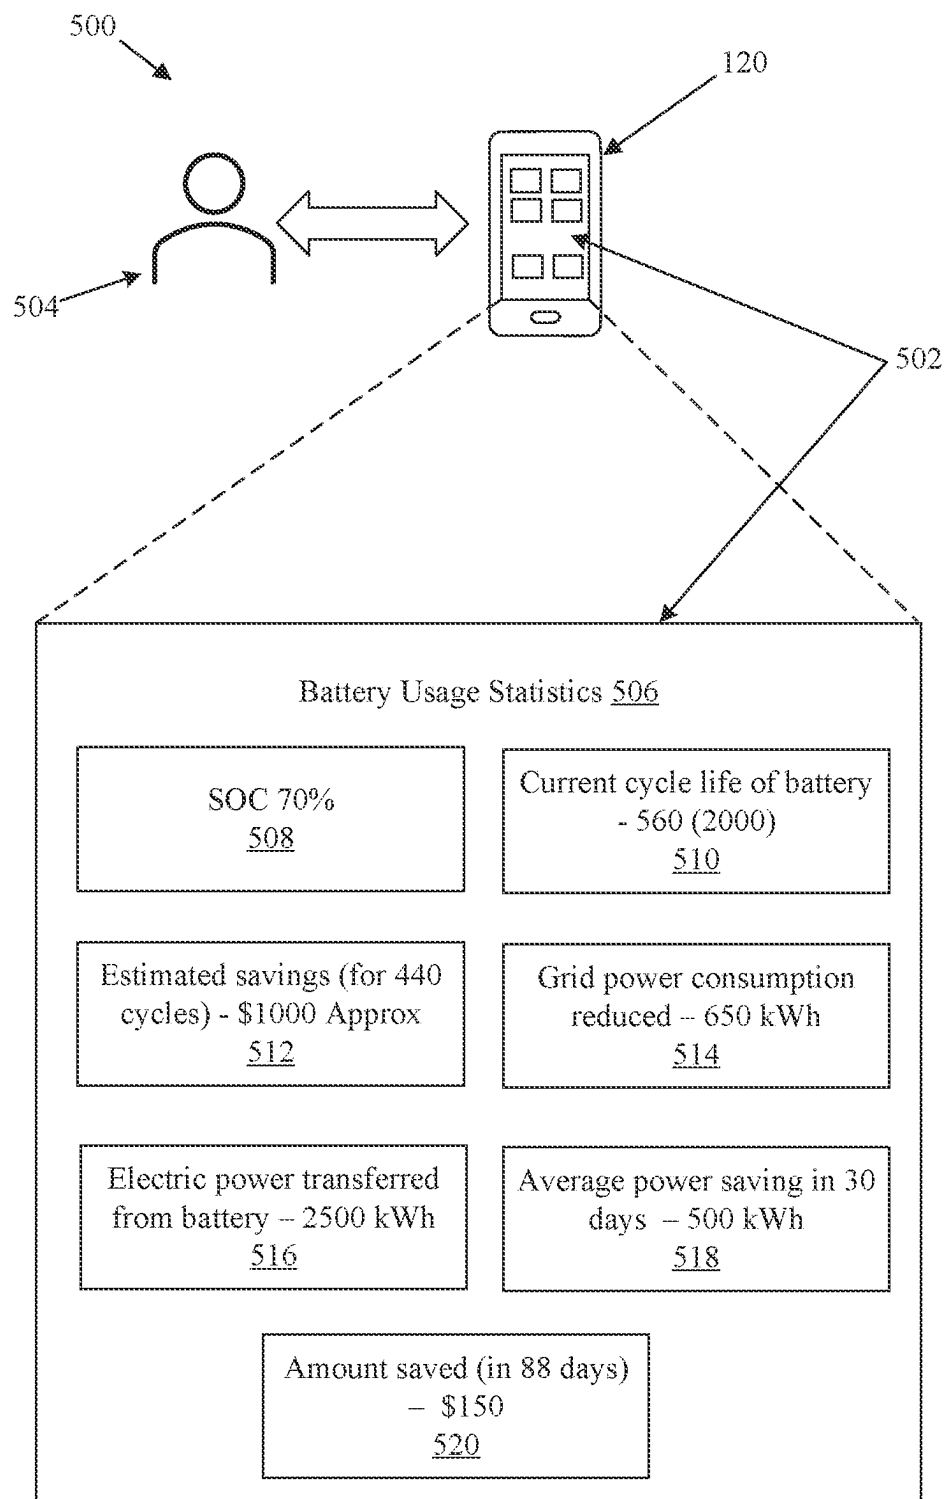 500
120
504
502
Battery Usage Statistics 506
SOC 70%
508
Current cycle life of battery
- 560 (2000)
510
Estimated savings (for 440
cycles) - $1000 Approx
512
Grid power consumption
reduced – 650 kWh
514
Electric power transferred
from battery – 2500 kWh
516
Average power saving in 30
days – 500 kWh
518
Amount saved (in 88 days)
– $150
520